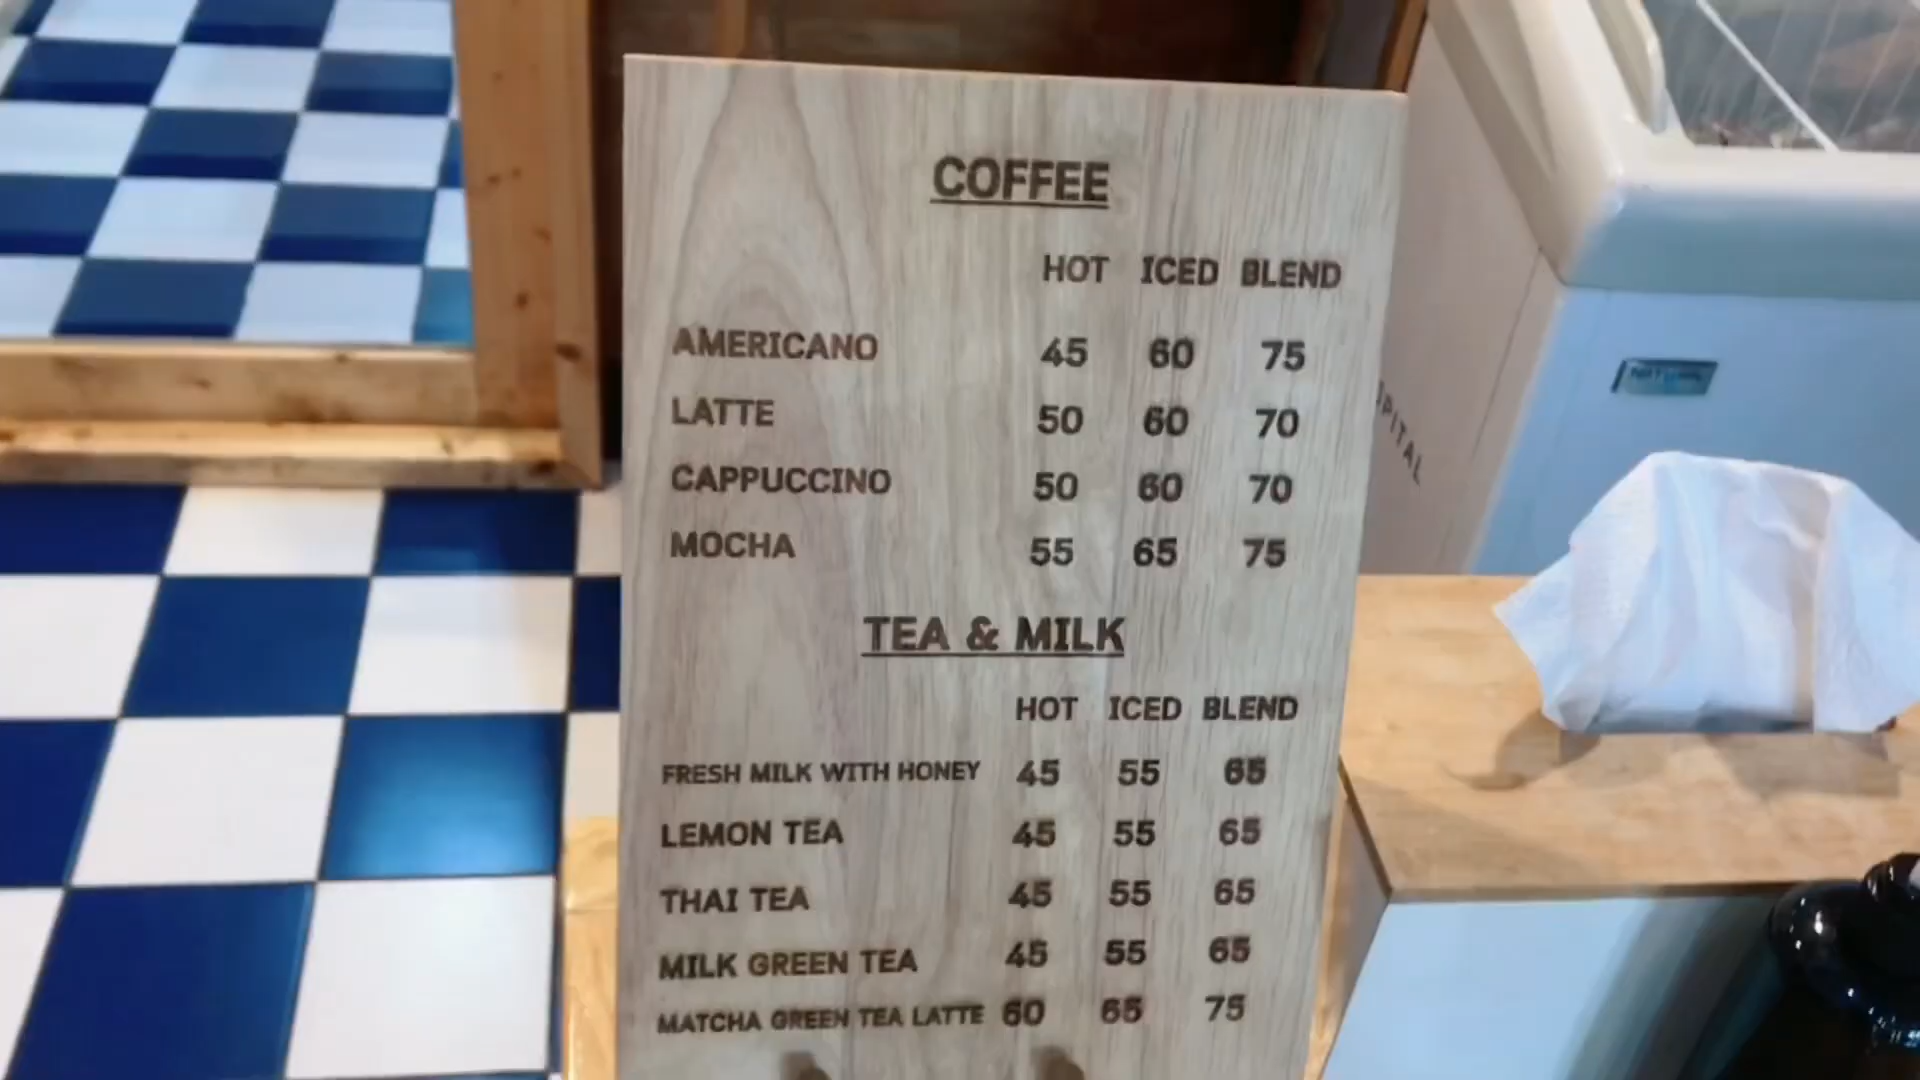 COFFEE
HOT ICED BLEND
AMERICANO 45 60 75
LATTE 50 60 70
CAPPUCCINO 50 60 70
MOCHA 55 65 75
TEA & MILK
HOT ICED BLEND
FRESH MILK WITH HONEY 45 55 65
LEMON TEA 45 55 65
THAI TEA 45 55 65
MILK GREEN TEA 45 55 65
MATCHA GREEN TEA LATTE 60 65 75